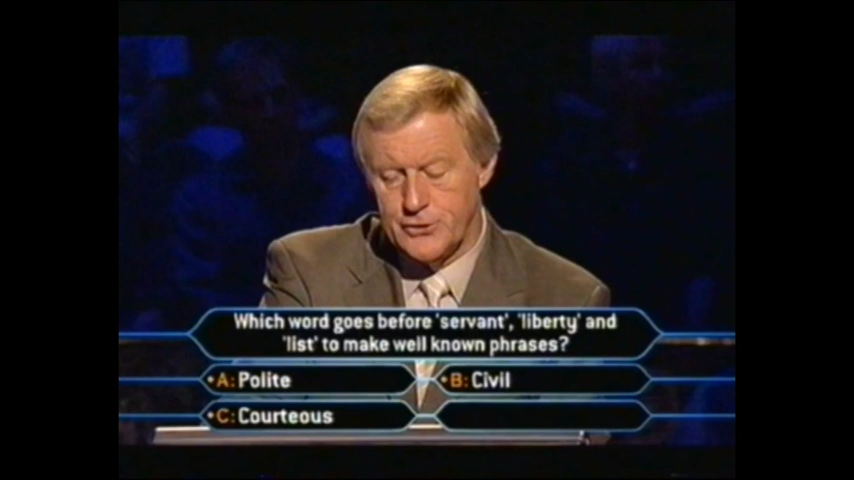 Which word goes before 'servant', 'liberty' and
'list' to make well known phrases?
A: Polite
B: Civil
C: Courteous